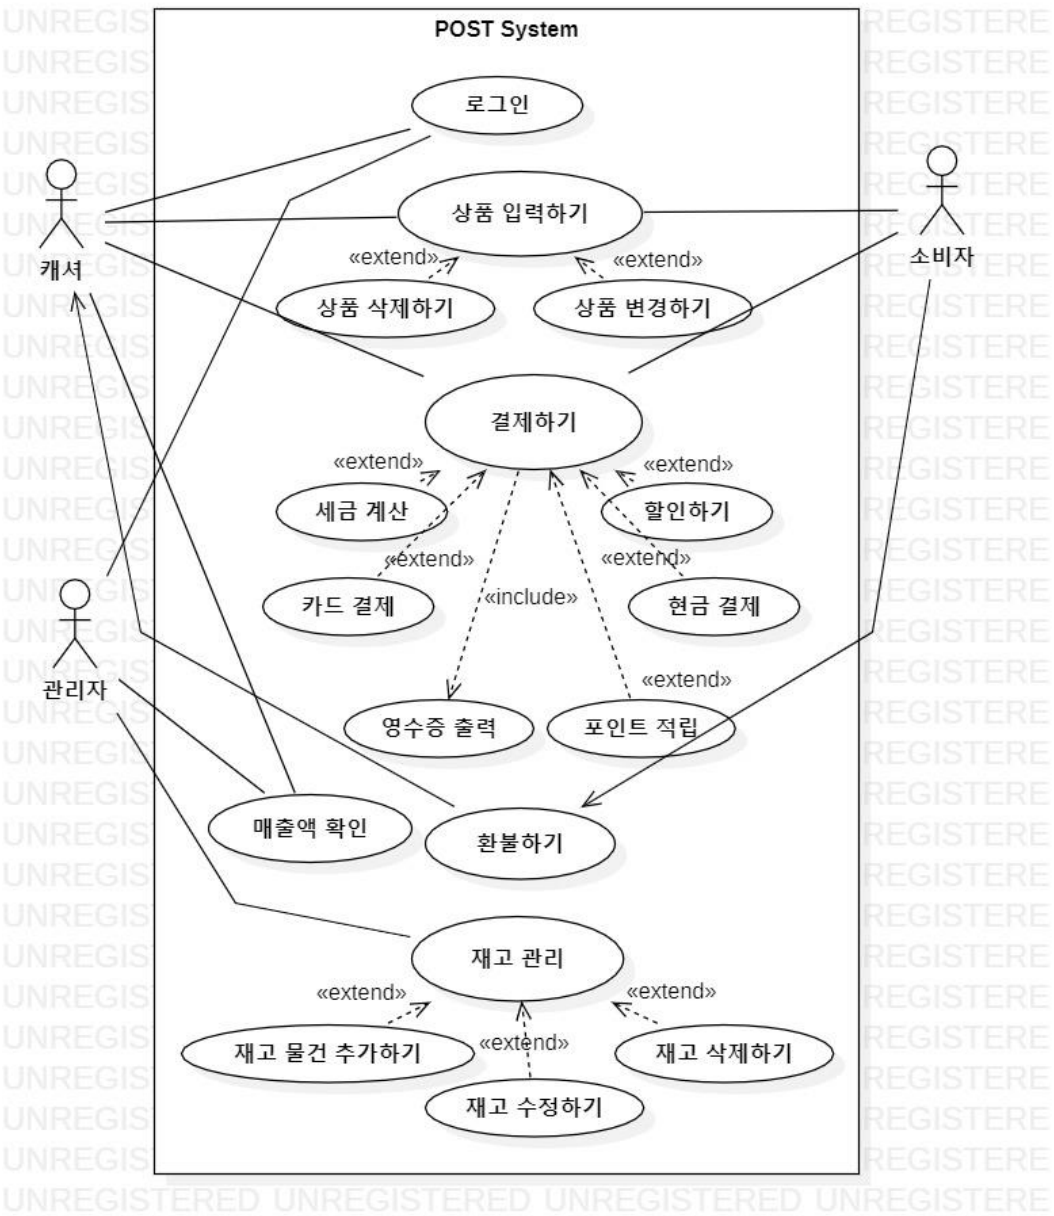 POST System
로그인
상품 입력하기
캐셔
소비자
«extend»
«extend»
상품 삭제하기
상품 변경하기
결제하기
«extend»
«extend»
세금 계산
할인하기
«extend»
«extend»
카드 결제
«include»
현금 결제
관리자
«extend»
영수증 출력
포인트 적립
매출액 확인
환불하기
재고 관리
«extend»
«extend»
재고 물건 추가하기
«extend»
재고 삭제하기
재고 수정하기
UNREGISTERED UNREGISTERED UNREGISTERED UNREGISTERE